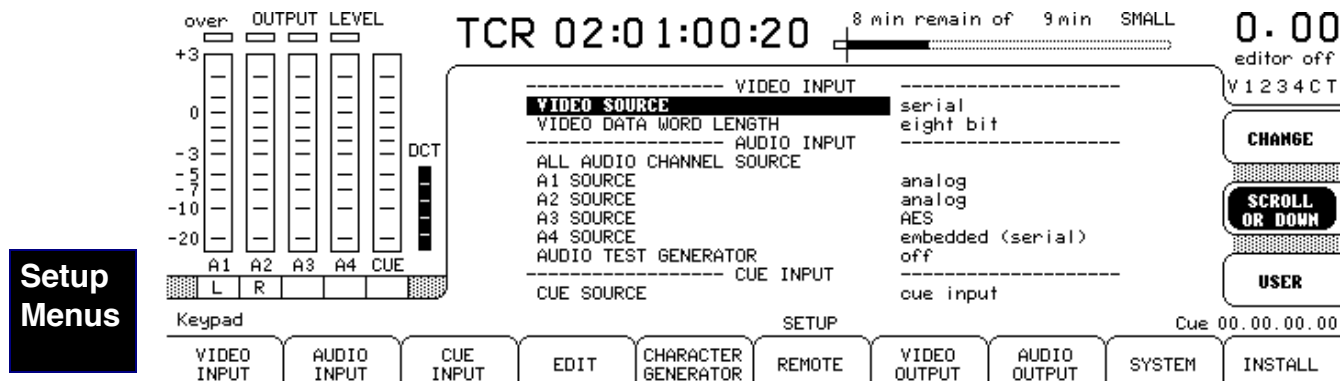 over OUTPUT LEVEL
TCR 02:01:00:20
8 min remain of 9 min SMALL
0.00
editor off
V 1 2 3 4 C T
+3
0
-3
-5
-7
-10
-20
DCT
A1 A2 A3 A4 CUE
L R
------------------ VIDEO INPUT --------------------
VIDEO SOURCE serial
VIDEO DATA WORD LENGTH eight bit
------------------ AUDIO INPUT --------------------
ALL AUDIO CHANNEL SOURCE
A1 SOURCE analog
A2 SOURCE analog
A3 SOURCE AES
A4 SOURCE embedded (serial)
AUDIO TEST GENERATOR off
------------------ CUE INPUT --------------------
CUE SOURCE cue input
CHANGE
SCROLL
OR DOWN
USER
Setup
Menus
Keypad SETUP Cue 00.00.00.00
VIDEO INPUT
AUDIO INPUT
CUE INPUT
EDIT
CHARACTER GENERATOR
REMOTE
VIDEO OUTPUT
AUDIO OUTPUT
SYSTEM
INSTALL